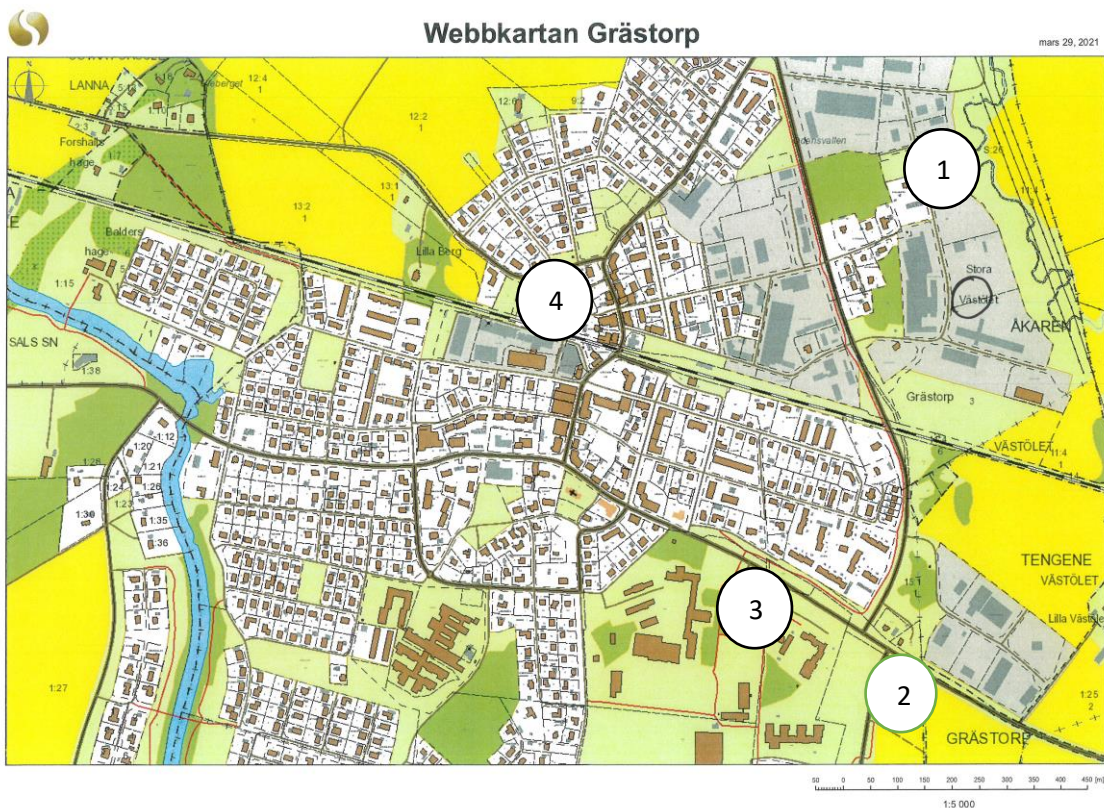 Webbkartan Grästorp
mars 29, 2021
LANNA
12:4
1
12:2
1
12:6
9:2
Forshalls
hage
1:10
13:1
13:2
1
1
S:26
11:4
Balders
hage
Lilla Berg
4
Stora
Västölet
ÅKAREN
1:15
SALS SN
1:38
Grästorp
3
VÄSTÖLET
11:4
1
1:12
1:20
1:21
1:28
1:24
1:26
1:23
1:35
1:36
TENGENE
VÄSTÖLET
3
2
1:27
1:25
2
GRÄSTORP
50 0 50 100 150 200 250 300 350 400 450 [m]
1:5 000